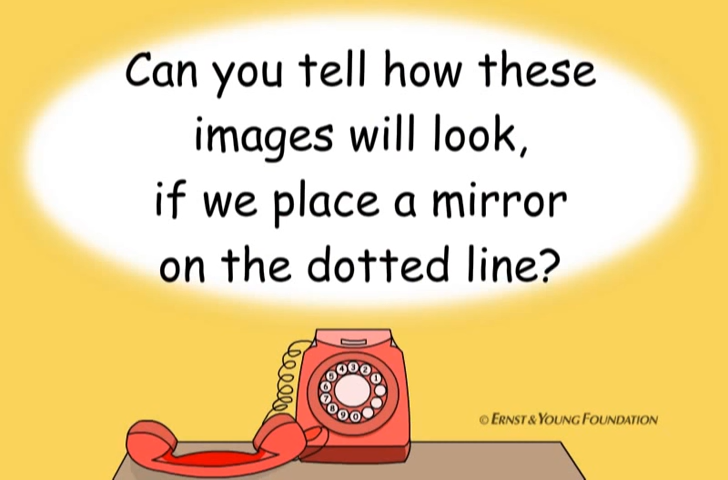 Can you tell how these
images will look,
if we place a mirror
on the dotted line?
© ERNST & YOUNG FOUNDATION